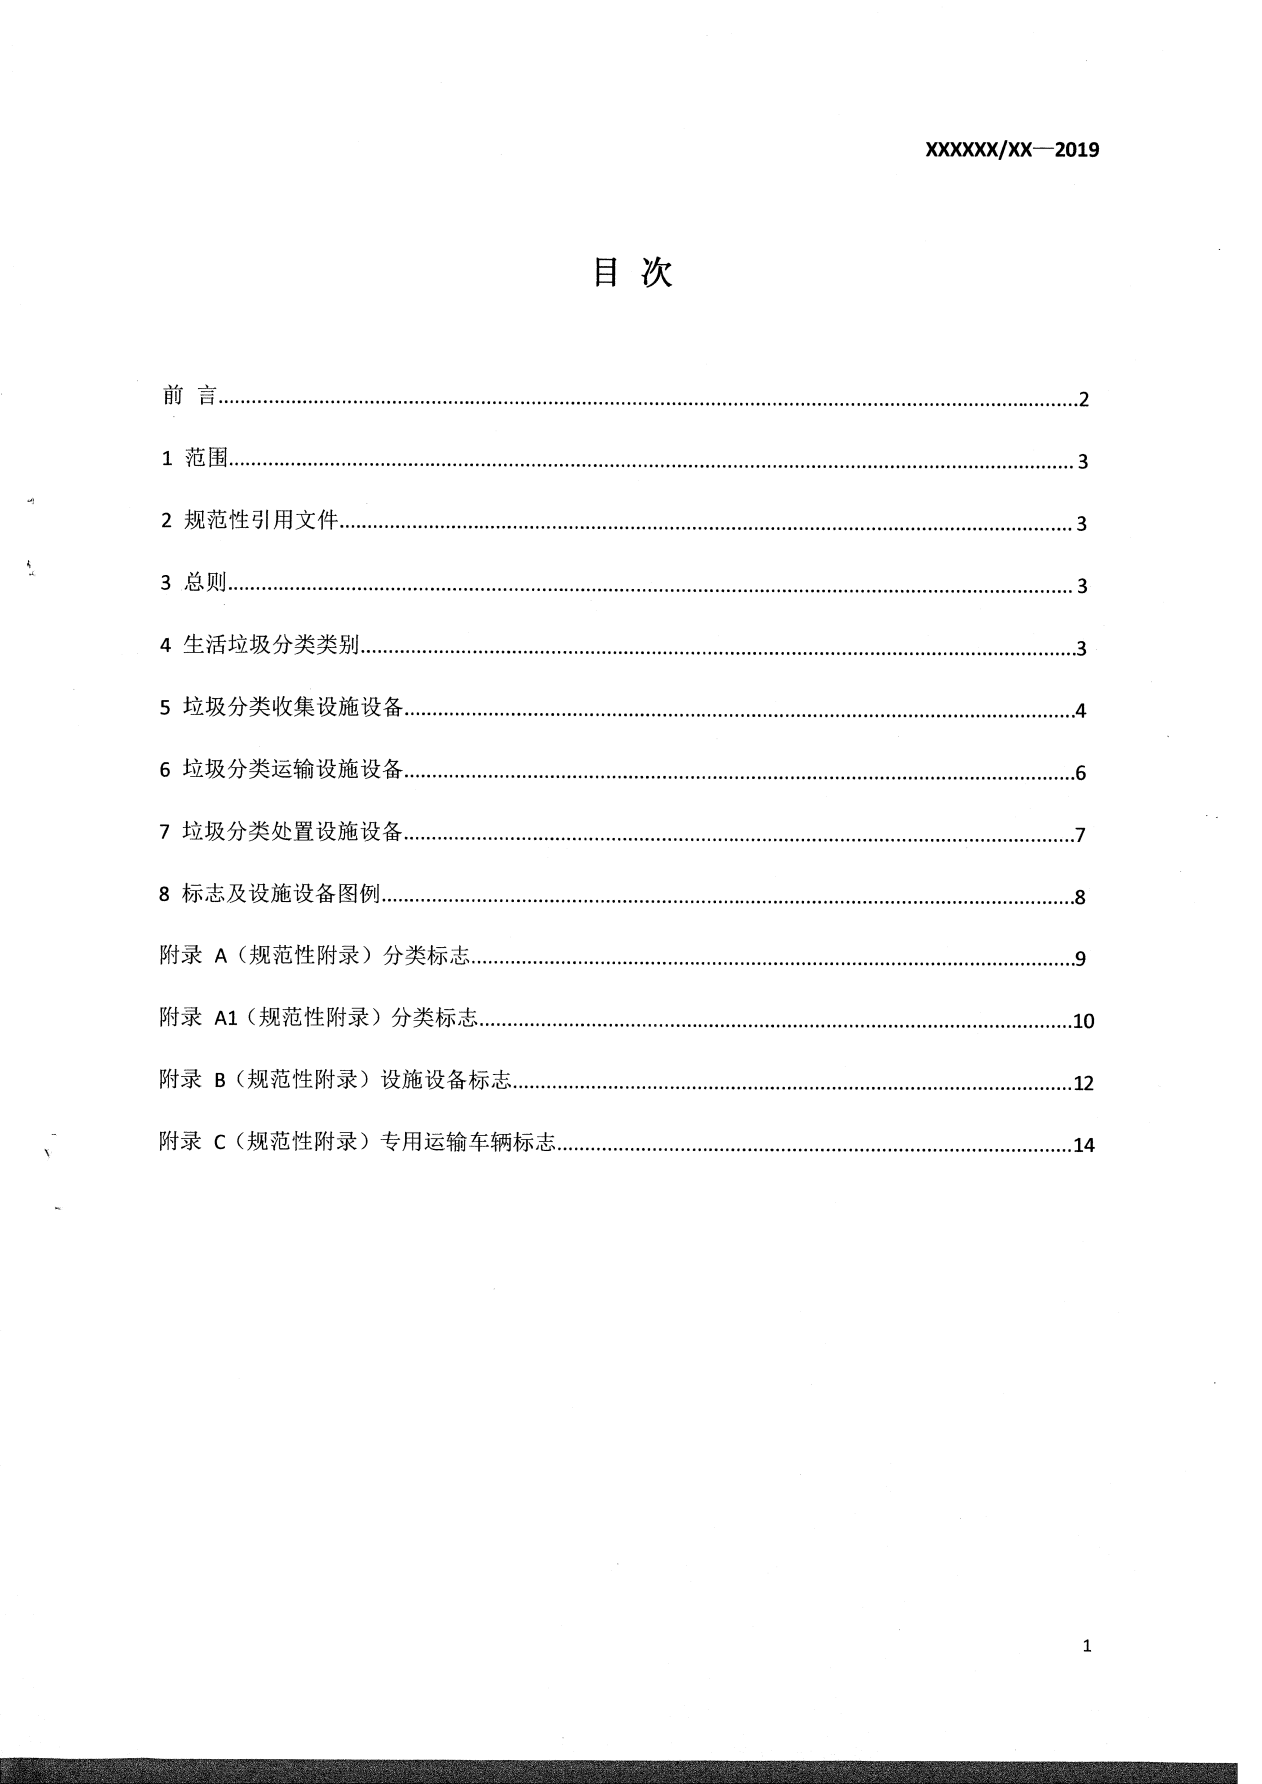 XXXXXX/XX—2019
目 次
前 言........................2
1 范围........................3
2 规范性引用文件........................3
3 总则........................3
4 生活垃圾分类类别........................3
5 垃圾分类收集设施设备........................4
6 垃圾分类运输设施设备........................6
7 垃圾分类处置设施设备........................7
8 标志及设施设备图例........................8
附录 A（规范性附录）分类标志........................9
附录 A1（规范性附录）分类标志........................10
附录 B（规范性附录）设施设备标志........................12
附录 C（规范性附录）专用运输车辆标志........................14
1